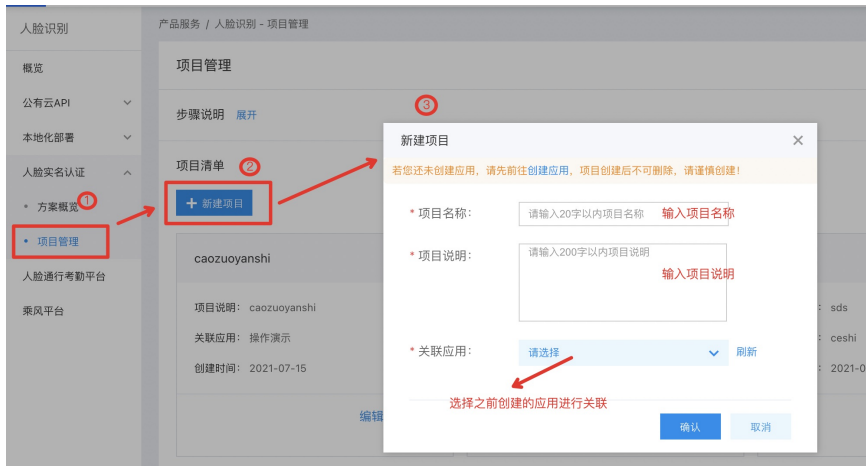 人脸识别
产品服务 / 人脸识别 - 项目管理
概览
公有云API
本地化部署
人脸实名认证
① 方案概览
项目管理
人脸通行考勤平台
乘风平台
项目管理
步骤说明 展开
项目清单 ②
+ 新建项目
caozuoyanshi
项目说明: caozuoyanshi
关联应用: 操作演示
创建时间: 2021-07-15
编辑
③
新建项目
若您还未创建应用，请先前往创建应用，项目创建后不可删除，请谨慎创建！
* 项目名称: 请输入20字以内项目名称 输入项目名称
* 项目说明: 请输入200字以内项目说明
输入项目说明
* 关联应用: 请选择 刷新
选择之前创建的应用进行关联
确认 取消
: sds
: ceshi
: 2021-0